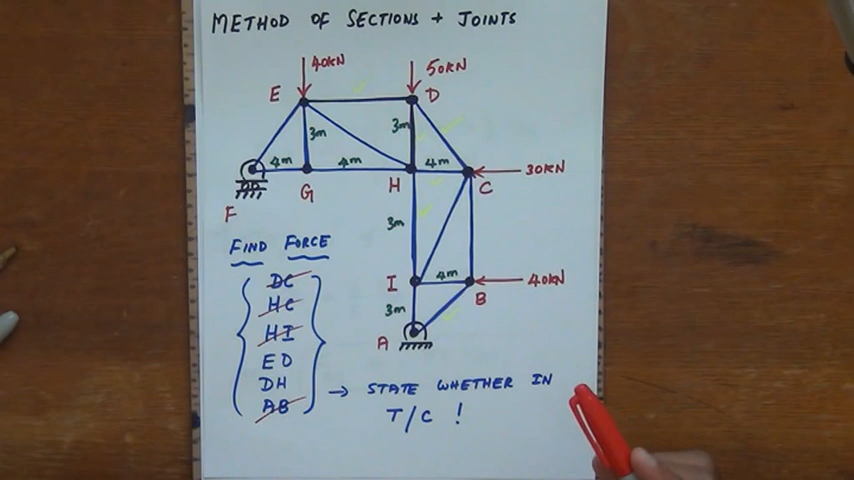 METHOD OF SECTIONS + JOINTS
40KN
50KN
E
D
3m
3m
4m
4m
4m
30KN
F
G
H
C
3m
FIND FORCE
I
4m
40KN
B
DC
HC
3m
HI
A
ED
DH
AB
→ STATE WHETHER IN
T/C !